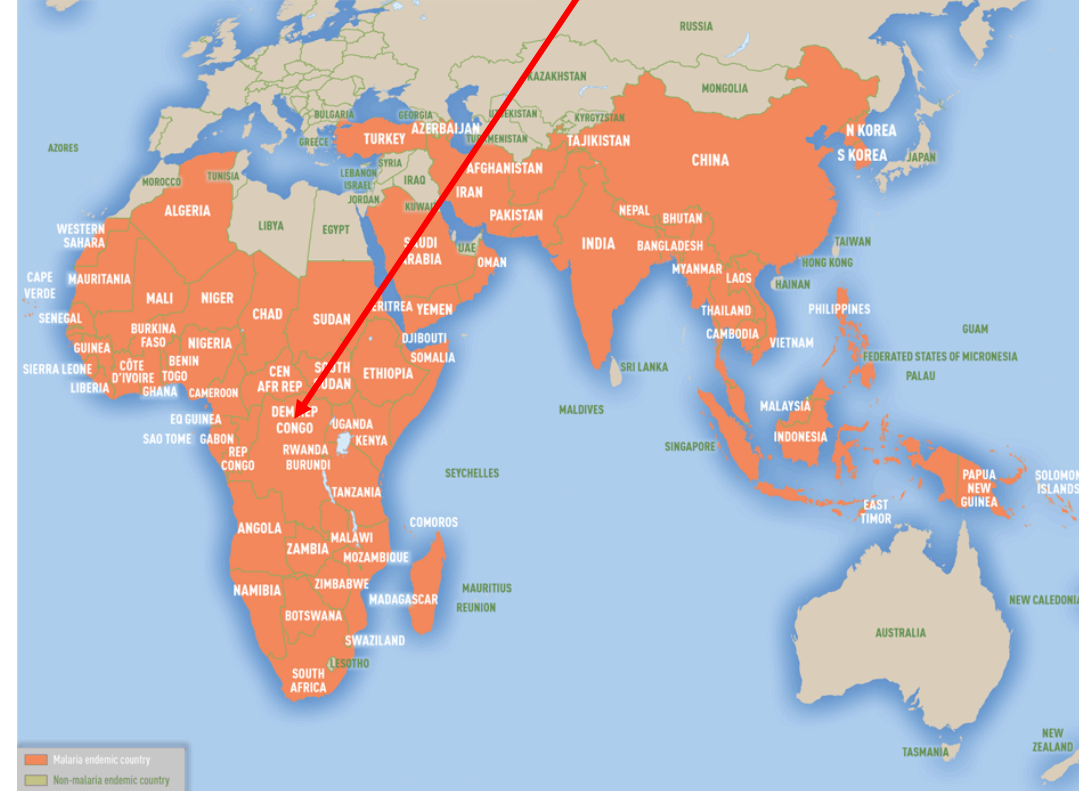 RUSSIA
KAZAKHSTAN
MONGOLIA
BULGARIA
GEORGIA
AZERBAIJAN
UZBEKISTAN
KYRGYZSTAN
GREECE
TURKEY
TURKMENISTAN
TAJIKISTAN
N KOREA
S KOREA
JAPAN
CHINA
AZORES
SYRIA
LEBANON
ISRAEL
JORDAN
IRAQ
KUWAIT
AFGHANISTAN
IRAN
PAKISTAN
NEPAL
BHUTAN
MOROCCO
TUNISIA
ALGERIA
LIBYA
EGYPT
WESTERN
SAHARA
SAUDI
ARABIA
UAE
OMAN
INDIA
BANGLADESH
TAIWAN
HONG KONG
HAINAN
MYANMAR
LAOS
CAPE
VERDE
MAURITANIA
MALI
NIGER
CHAD
SUDAN
ERITREA
YEMEN
THAILAND
PHILIPPINES
SENEGAL
BURKINA
FASO
NIGERIA
DJIBOUTI
SOMALIA
CAMBODIA
VIETNAM
GUAM
GUINEA
BENIN
SIERRA LEONE
CÔTE
D'IVOIRE
TOGO
LIBERIA
GHANA
CAMEROON
CEN
AFR REP
SOUTH
SUDAN
ETHIOPIA
SRI LANKA
FEDERATED STATES OF MICRONESIA
PALAU
MALDIVES
MALAYSIA
EQ GUINEA
SAO TOME
GABON
REP
CONGO
DEM REP
CONGO
UGANDA
KENYA
RWANDA
BURUNDI
SINGAPORE
INDONESIA
SEYCHELLES
TANZANIA
PAPUA
NEW
GUINEA
SOLOMON
ISLANDS
EAST
TIMOR
ANGOLA
COMOROS
ZAMBIA
MALAWI
MOZAMBIQUE
NAMIBIA
ZIMBABWE
MADAGASCAR
MAURITIUS
REUNION
BOTSWANA
NEW CALEDONIA
AUSTRALIA
SWAZILAND
LESOTHO
SOUTH
AFRICA
TASMANIA
NEW
ZEALAND
Malaria endemic country
Non-malaria endemic country